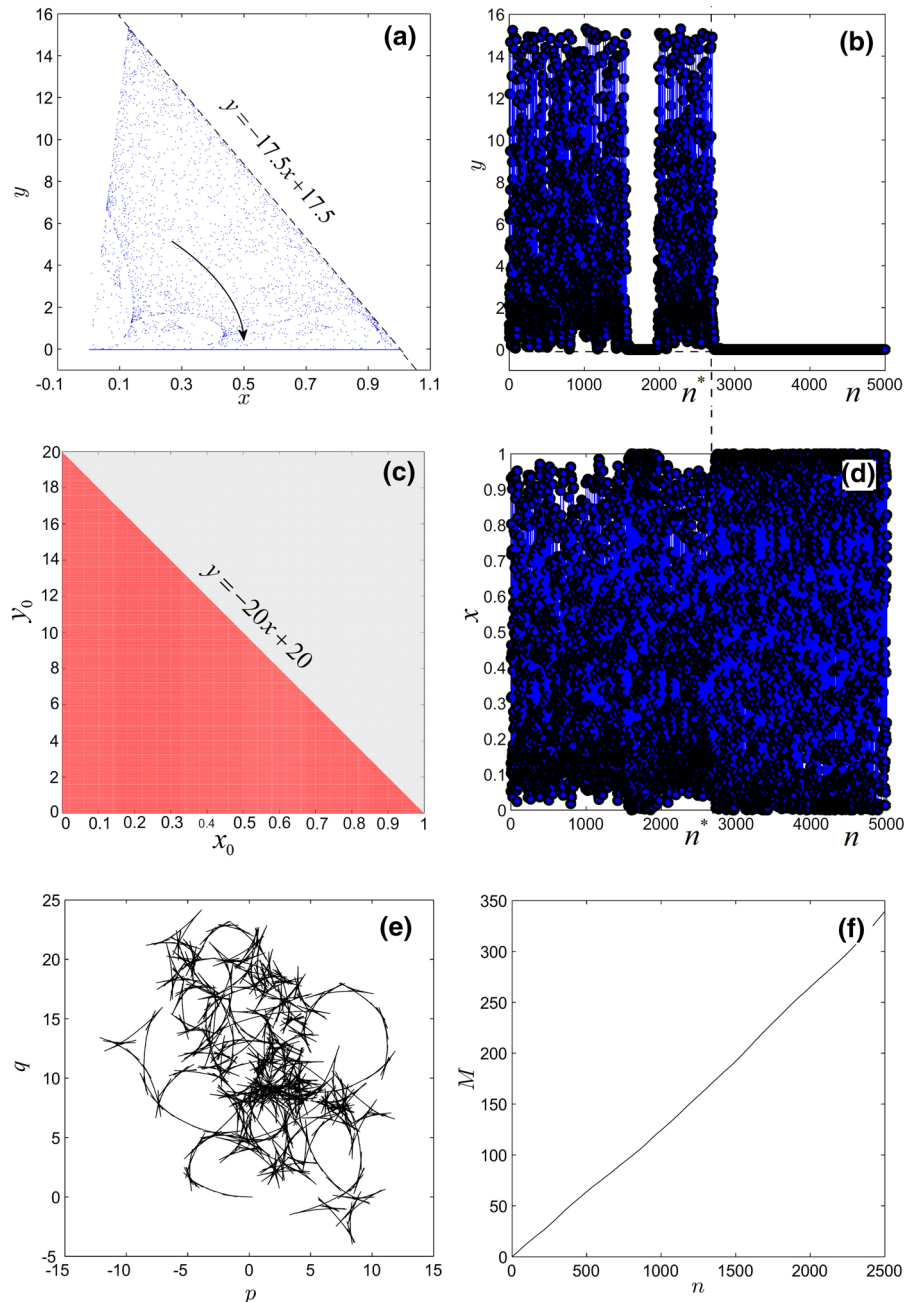 (a)
16
14
12
10
8
6
4
2
0
y
y = −17.5x+17.5
-0.1 0.1 0.3 0.5 0.7 0.9 1.1
x
(b)
16
14
12
10
8
6
4
2
0
y
0 1000 2000 3000 4000 5000
n* n
(c)
20
18
16
14
12
10
8
6
4
2
0
y0
y = −20x+20
0 0.1 0.2 0.3 0.4 0.5 0.6 0.7 0.8 0.9 1
x0
(d)
1
0.9
0.8
0.7
0.6
0.5
0.4
0.3
0.2
0.1
0
x
0 1000 2000 3000 4000 5000
n* n
(e)
25
20
15
10
5
0
-5
q
-15 -10 -5 0 5 10 15
p
(f)
350
300
250
200
150
100
50
0
M
0 500 1000 1500 2000 2500
n